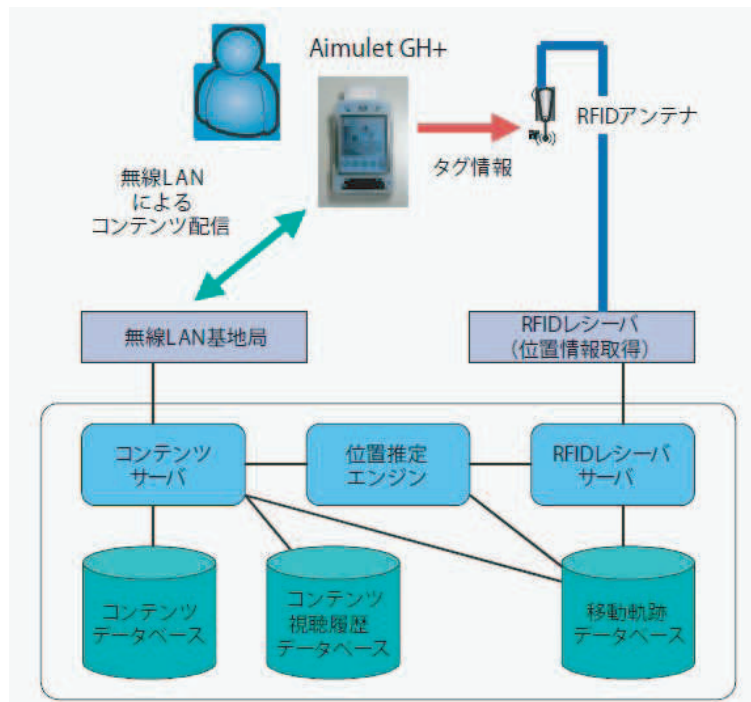 Aimulet GH+
RFIDアンテナ
タグ情報
無線LAN
による
コンテンツ配信
無線LAN基地局
RFIDレシーバ
（位置情報取得）
コンテンツ
サーバ
位置推定
エンジン
RFIDレシーバ
サーバ
コンテンツ
データベース
コンテンツ
視聴履歴
データベース
移動軌跡
データベース